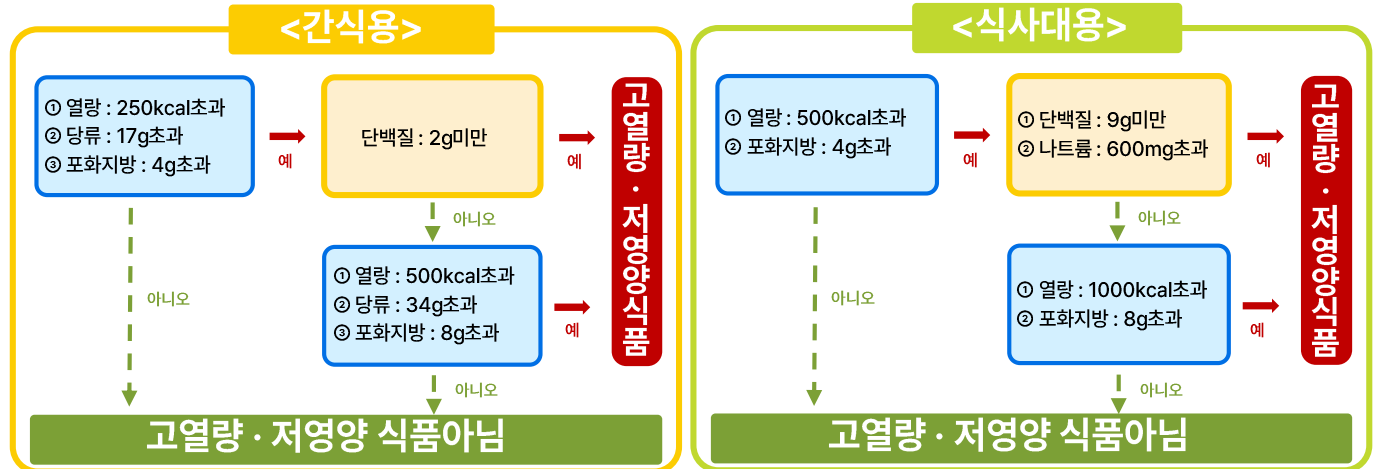 <간식용>
① 열랑 : 250kcal초과
② 당류 : 17g초과
③ 포화지방 : 4g초과
예
단백질 : 2g미만
예
고열량 · 저영양식품
아니오
아니오
① 열랑 : 500kcal초과
② 당류 : 34g초과
③ 포화지방 : 8g초과
예
아니오
고열량 · 저영양 식품아님
<식사대용>
① 열랑 : 500kcal초과
② 포화지방 : 4g초과
예
① 단백질 : 9g미만
② 나트륨 : 600mg초과
예
고열량 · 저영양식품
아니오
아니오
① 열랑 : 1000kcal초과
② 포화지방 : 8g초과
예
아니오
고열량 · 저영양 식품아님